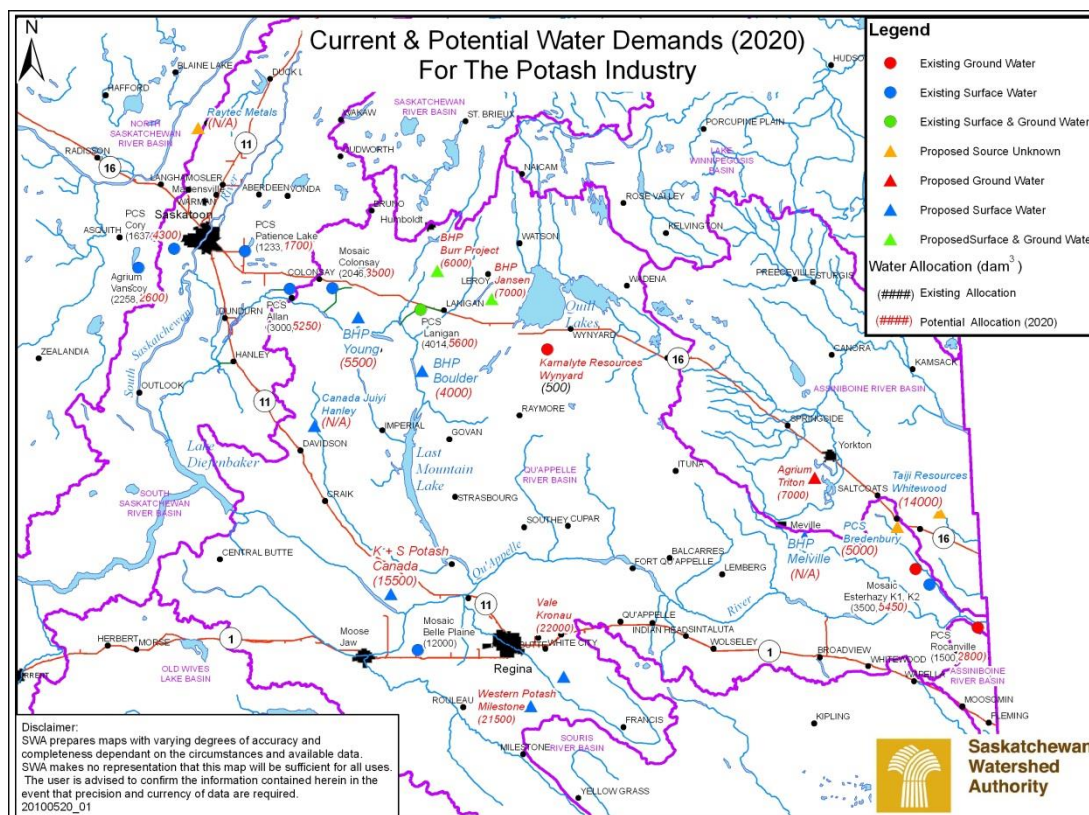 Current & Potential Water Demands (2020)
For The Potash Industry
N
Legend
Existing Ground Water
Existing Surface Water
Existing Surface & Ground Water
Proposed Source Unknown
Proposed Ground Water
Proposed Surface Water
ProposedSurface & Ground Water
Water Allocation (dam3)
(####)
Existing Allocation
(####)
Potential Allocation (2020)
BLAINE LAKE
HAFFORD
DUCK L
Raytec Metals
(N/A)
NORTH
SASKATCHEWAN
RIVER BASIN
RADISSON
16
11
LANGHAM
OSLER
Martensville
WARMAN
ABERDEEN
VONDA
Saskatoon
WAKAW
CUDWORTH
SASKATCHEWAN
RIVER BASIN
ST. BRIEUX
NAICAM
BRUNO
Humboldt
PORCUPINE PLAIN
HUDSO
LAKE
WINNIPEGOSIS
BASIN
ROSE VALLEY
KELVINGTON
ASQUITH
PCS
Cory
(1637,4300)
Agrium
Vanscoy
(2258,2600)
PCS
Patience Lake
(1233,1700)
COLONSAY
Mosaic
Colonsay
(2046,3500)
PCS
Allan
(3000,5250)
BHP
Burr Project
(6000)
WATSON
LEROY
BHP
Jansen
(7000)
LANIGAN
PCS
Lanigan
(4014,5600)
Quill
Lakes
WADENA
WYNYARD
PREECEVILLE
STURGIS
DUNDURN
ZEALANDIA
HANLEY
OUTLOOK
South Saskatchewan
River
BHP
Young
(5500)
BHP
Boulder
(4000)
Karnalyte Resources
Wynyard
(500)
16
CANORA
KAMSACK
ASSINIBOINE RIVER BASIN
11
Canada Juiyi
Hanley
(N/A)
IMPERIAL
GOVAN
RAYMORE
DAVIDSON
Lake
Diefenbaker
Last
Mountain
Lake
STRASBOURG
CRAIK
QU'APPELLE
RIVER BASIN
ITUNA
SPRINGSIDE
Yorkton
Agrium
Triton
(7000)
SALTCOATS
Taiji Resources
Whitewood
(14000)
SOUTH
SASKATCHEWAN
RIVER BASIN
SOUTHEY
CUPAR
Meville
PCS
Bredenbury
(5000)
16
BHP
Melville
(N/A)
CENTRAL BUTTE
K + S Potash
Canada
(15500)
Qu'Appelle
River
BALCARRES
FORT QU'APPELLE
LEMBERG
Mosaic
Esterhazy K1, K2
(3500,5450)
HERBERT
MORSE
1
Moose
Jaw
Mosaic
Belle Plaine
(12000)
11
Vale
Kronau
(22000)
WHITE CITY
Regina
QU'APPELLE
INDIAN HEAD
SINTALUTA
WOLSELEY
1
BROADVIEW
WHITEWOOD
WAPELLA
PCS
Rocanville
(1500,2800)
ASSINIBOINE
RIVER BASIN
MOOSOMIN
FLEMING
OLD WIVES
LAKE BASIN
ROULEAU
Western Potash
Milestone
(21500)
MILESTONE
FRANCIS
SOURIS
RIVER BASIN
KIPLING
YELLOW GRASS
Disclaimer:
SWA prepares maps with varying degrees of accuracy and
completeness dependant on the circumstances and available data.
SWA makes no representation that this map will be sufficient for all uses.
The user is advised to confirm the information contained herein in the
event that precision and currency of data are required.
20100520_01
Saskatchewan
Watershed
Authority